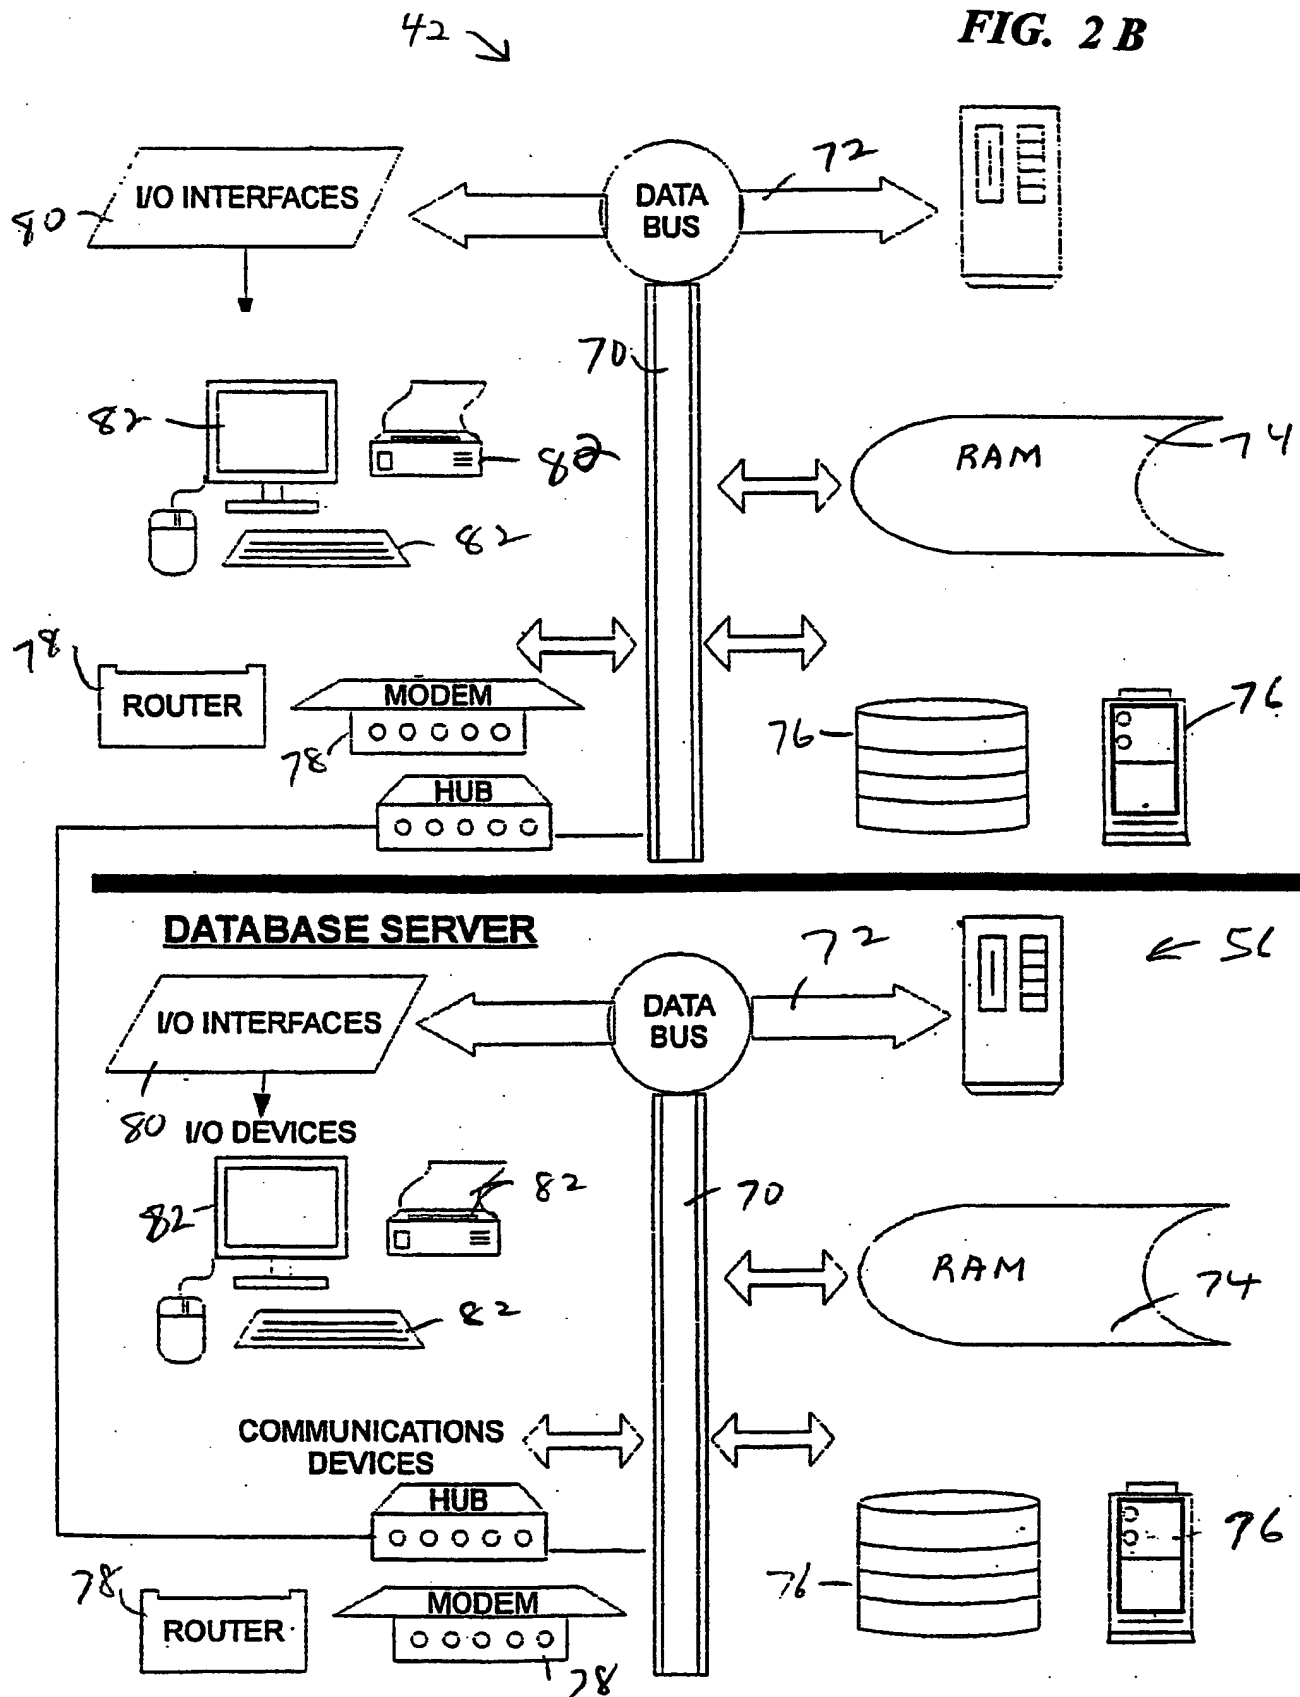 42
FIG. 2 B
I/O INTERFACES
80
DATA
BUS
72
70
82
82
82
RAM
74
78
ROUTER
MODEM
78
HUB
76
76
DATABASE SERVER
72
56
I/O INTERFACES
DATA
BUS
80
I/O DEVICES
82
82
82
70
RAM
74
COMMUNICATIONS
DEVICES
HUB
78
ROUTER
MODEM
78
76
76